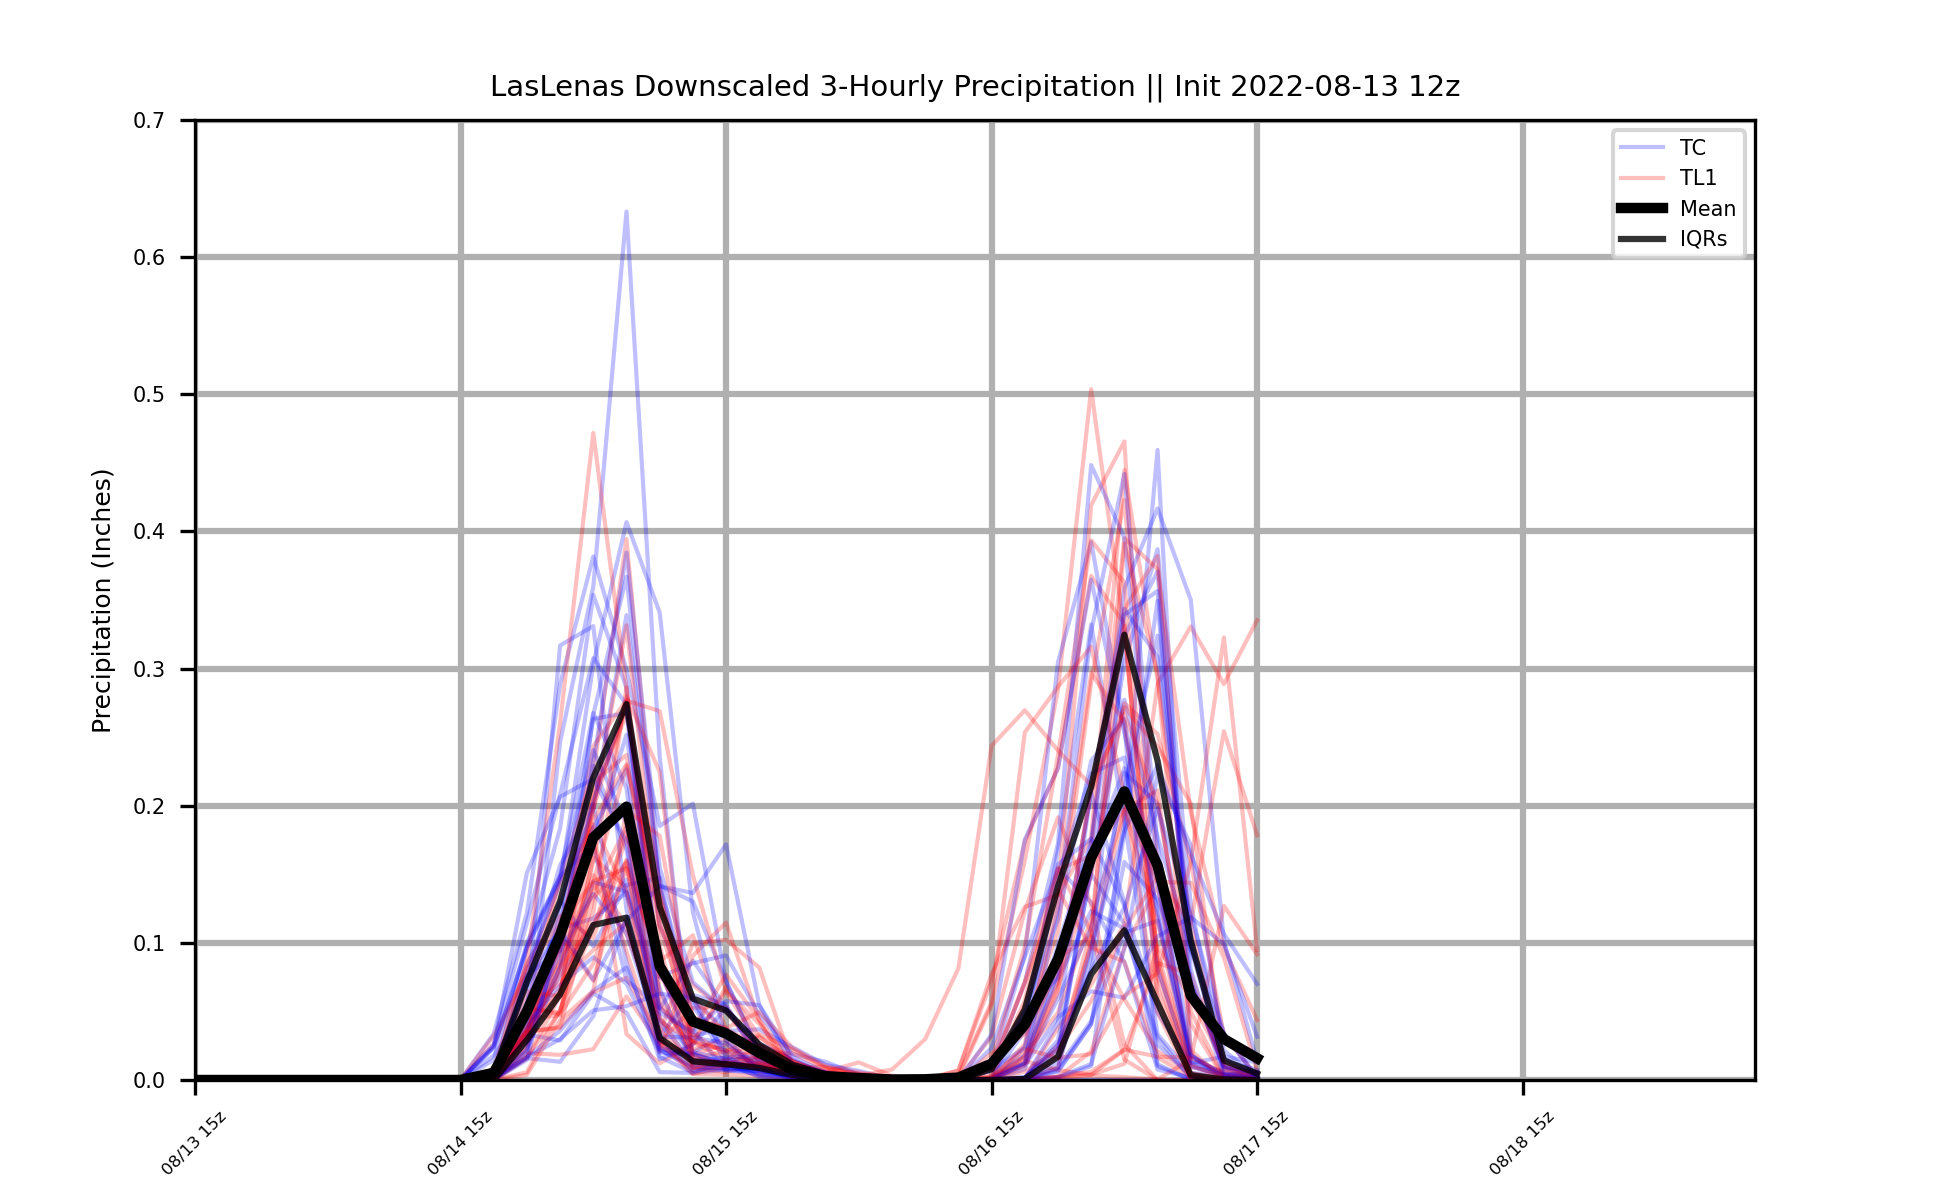 LasLenas Downscaled 3-Hourly Precipitation || Init 2022-08-13 12z
TC
TL1
Mean
IQRs
Precipitation (Inches)
0.7
0.6
0.5
0.4
0.3
0.2
0.1
0.0
08/13 15z
08/14 15z
08/15 15z
08/16 15z
08/17 15z
08/18 15z